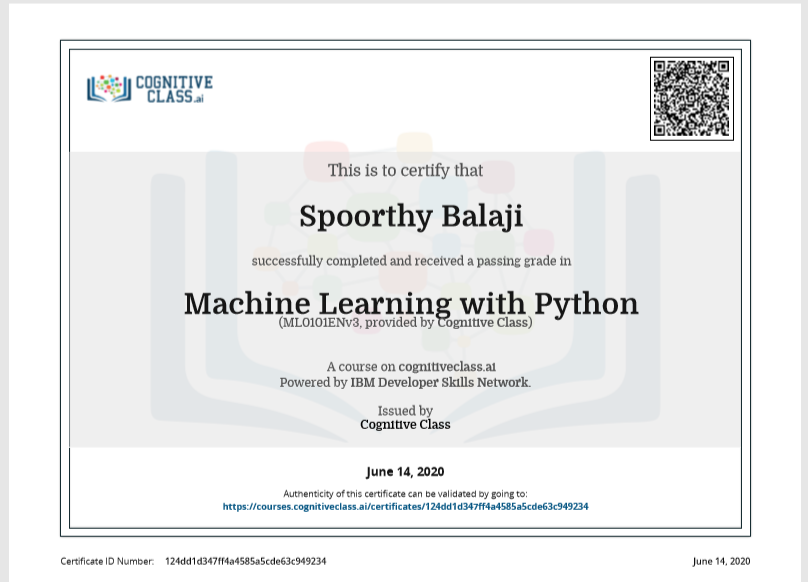 COGNITIVE
CLASS.ai
This is to certify that
Spoorthy Balaji
successfully completed and received a passing grade in
Machine Learning with Python
(ML0101ENv3, provided by Cognitive Class)
A course on cognitiveclass.ai
Powered by IBM Developer Skills Network.
Issued by
Cognitive Class
June 14, 2020
Authenticity of this certificate can be validated by going to:
https://courses.cognitiveclass.ai/certificates/124dd1d347ff4a4585a5cde63c949234
Certificate ID Number: 124dd1d347ff4a4585a5cde63c949234
June 14, 2020